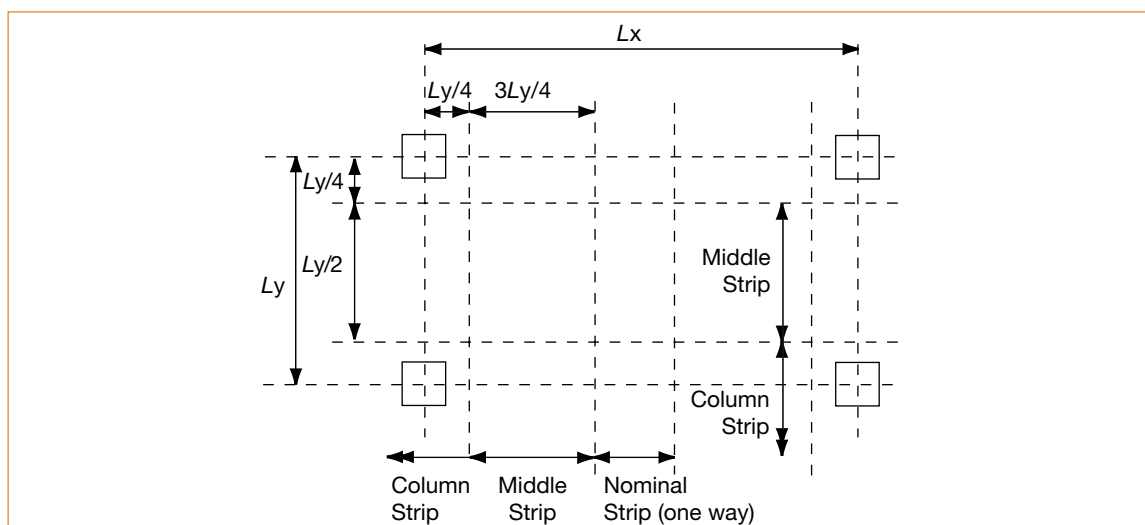 Lx
Ly/4 3Ly/4
Ly/4
Ly/2
Ly
Middle
Strip
Column
Strip
Column Middle Nominal
Strip Strip Strip (one way)